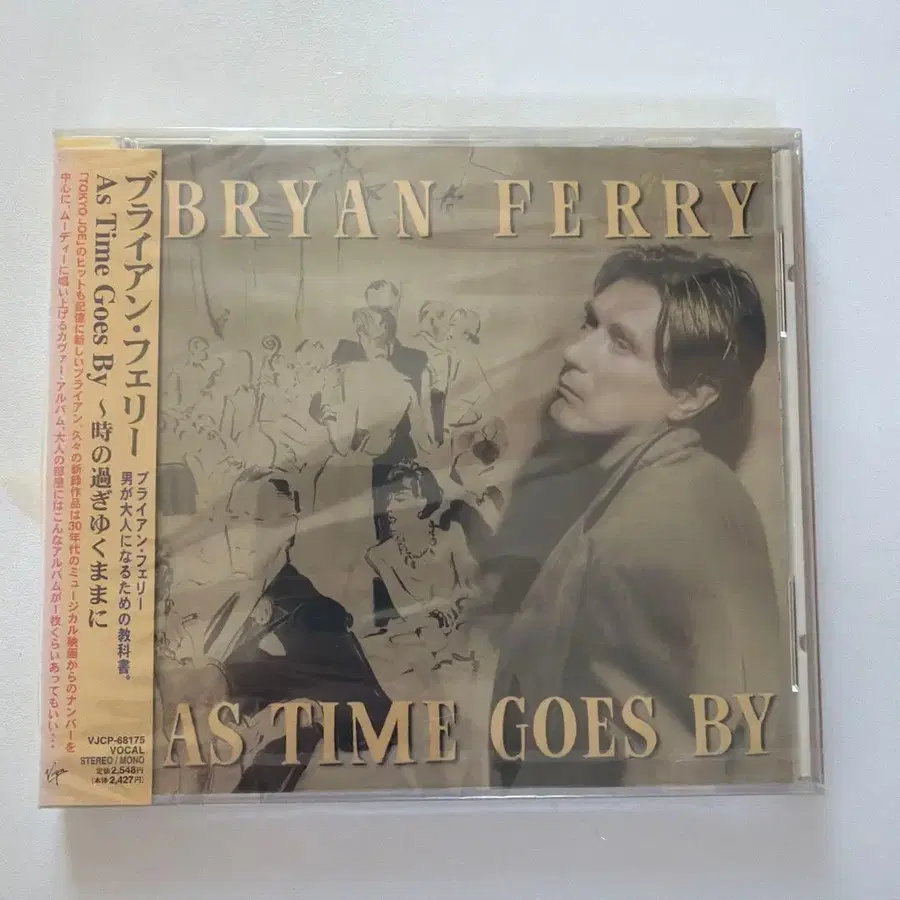 BRYAN FERRY
AS TIME GOES BY
ブライアン・フェリー
As Time Goes By ～時の過ぎゆくままに
ブライアン・フェリー
男が大人になるための教科書。
「TOKYO JOE」のヒットも記憶に新しいブライアン、久々の新録作品は30年代のミュージカル映画からのナンバーを
中心に、ムーディーに唱い上げるカヴァー・アルバム、大人の部屋にはこんなアルバムが1枚ぐらいあってもいい…
VJCP-68175
VOCAL
STEREO / MONO
定価2,548円
(本体2,427円)
Virgin